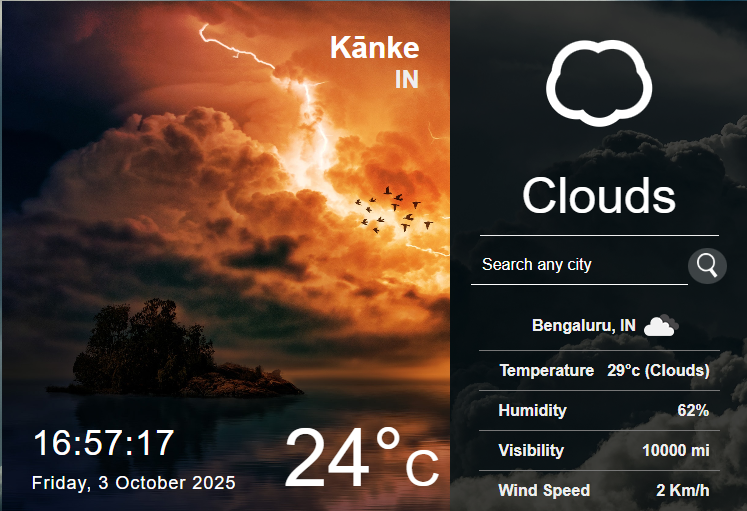 Kānke
IN
16:57:17
Friday, 3 October 2025
24°C
Clouds
Search any city
Bengaluru, IN
Temperature 29°c (Clouds)
Humidity 62%
Visibility 10000 mi
Wind Speed 2 Km/h